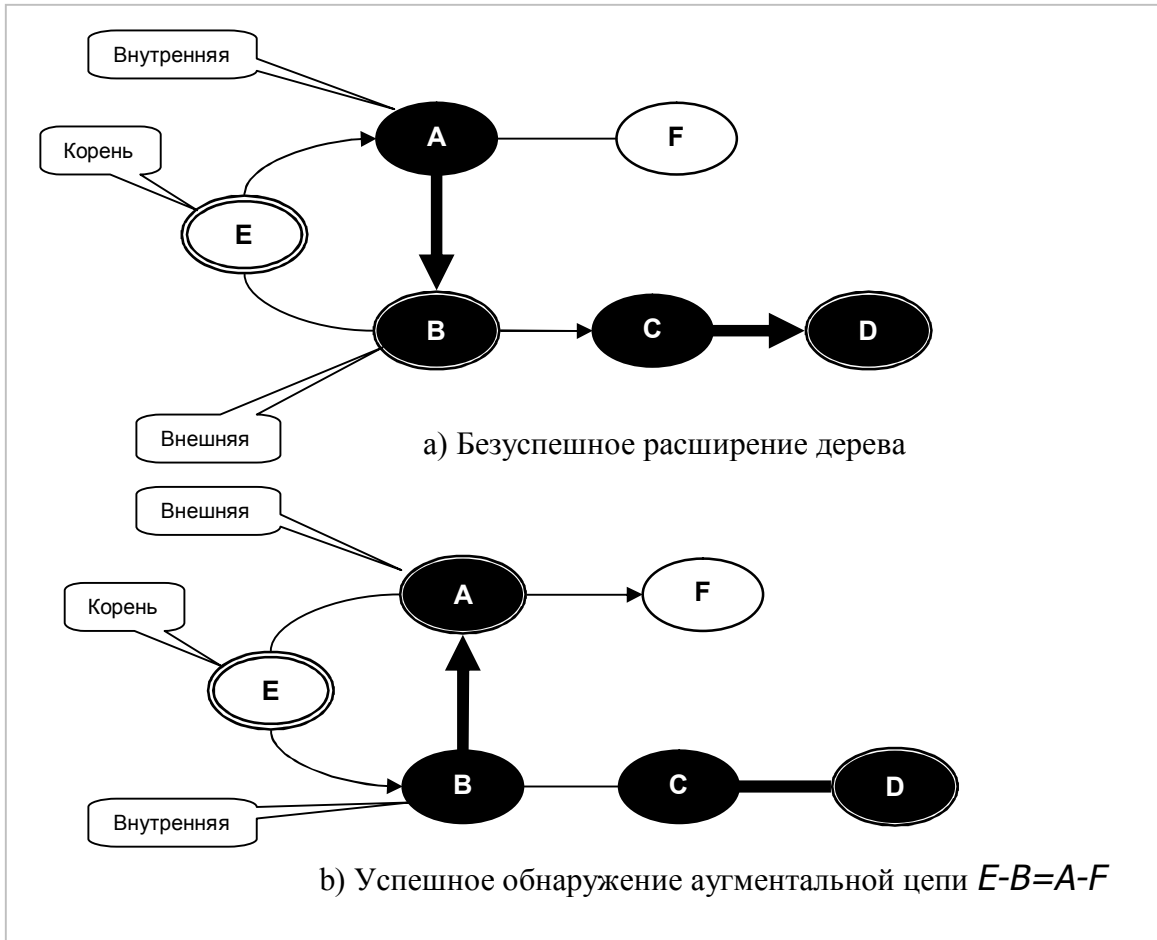 Внутренняя
A
F
Корень
E
B
C
D
Внешняя
a) Безуспешное расширение дерева
Внешняя
A
F
Корень
E
B
C
D
Внутренняя
b) Успешное обнаружение аугментальной цепи E-B=A-F